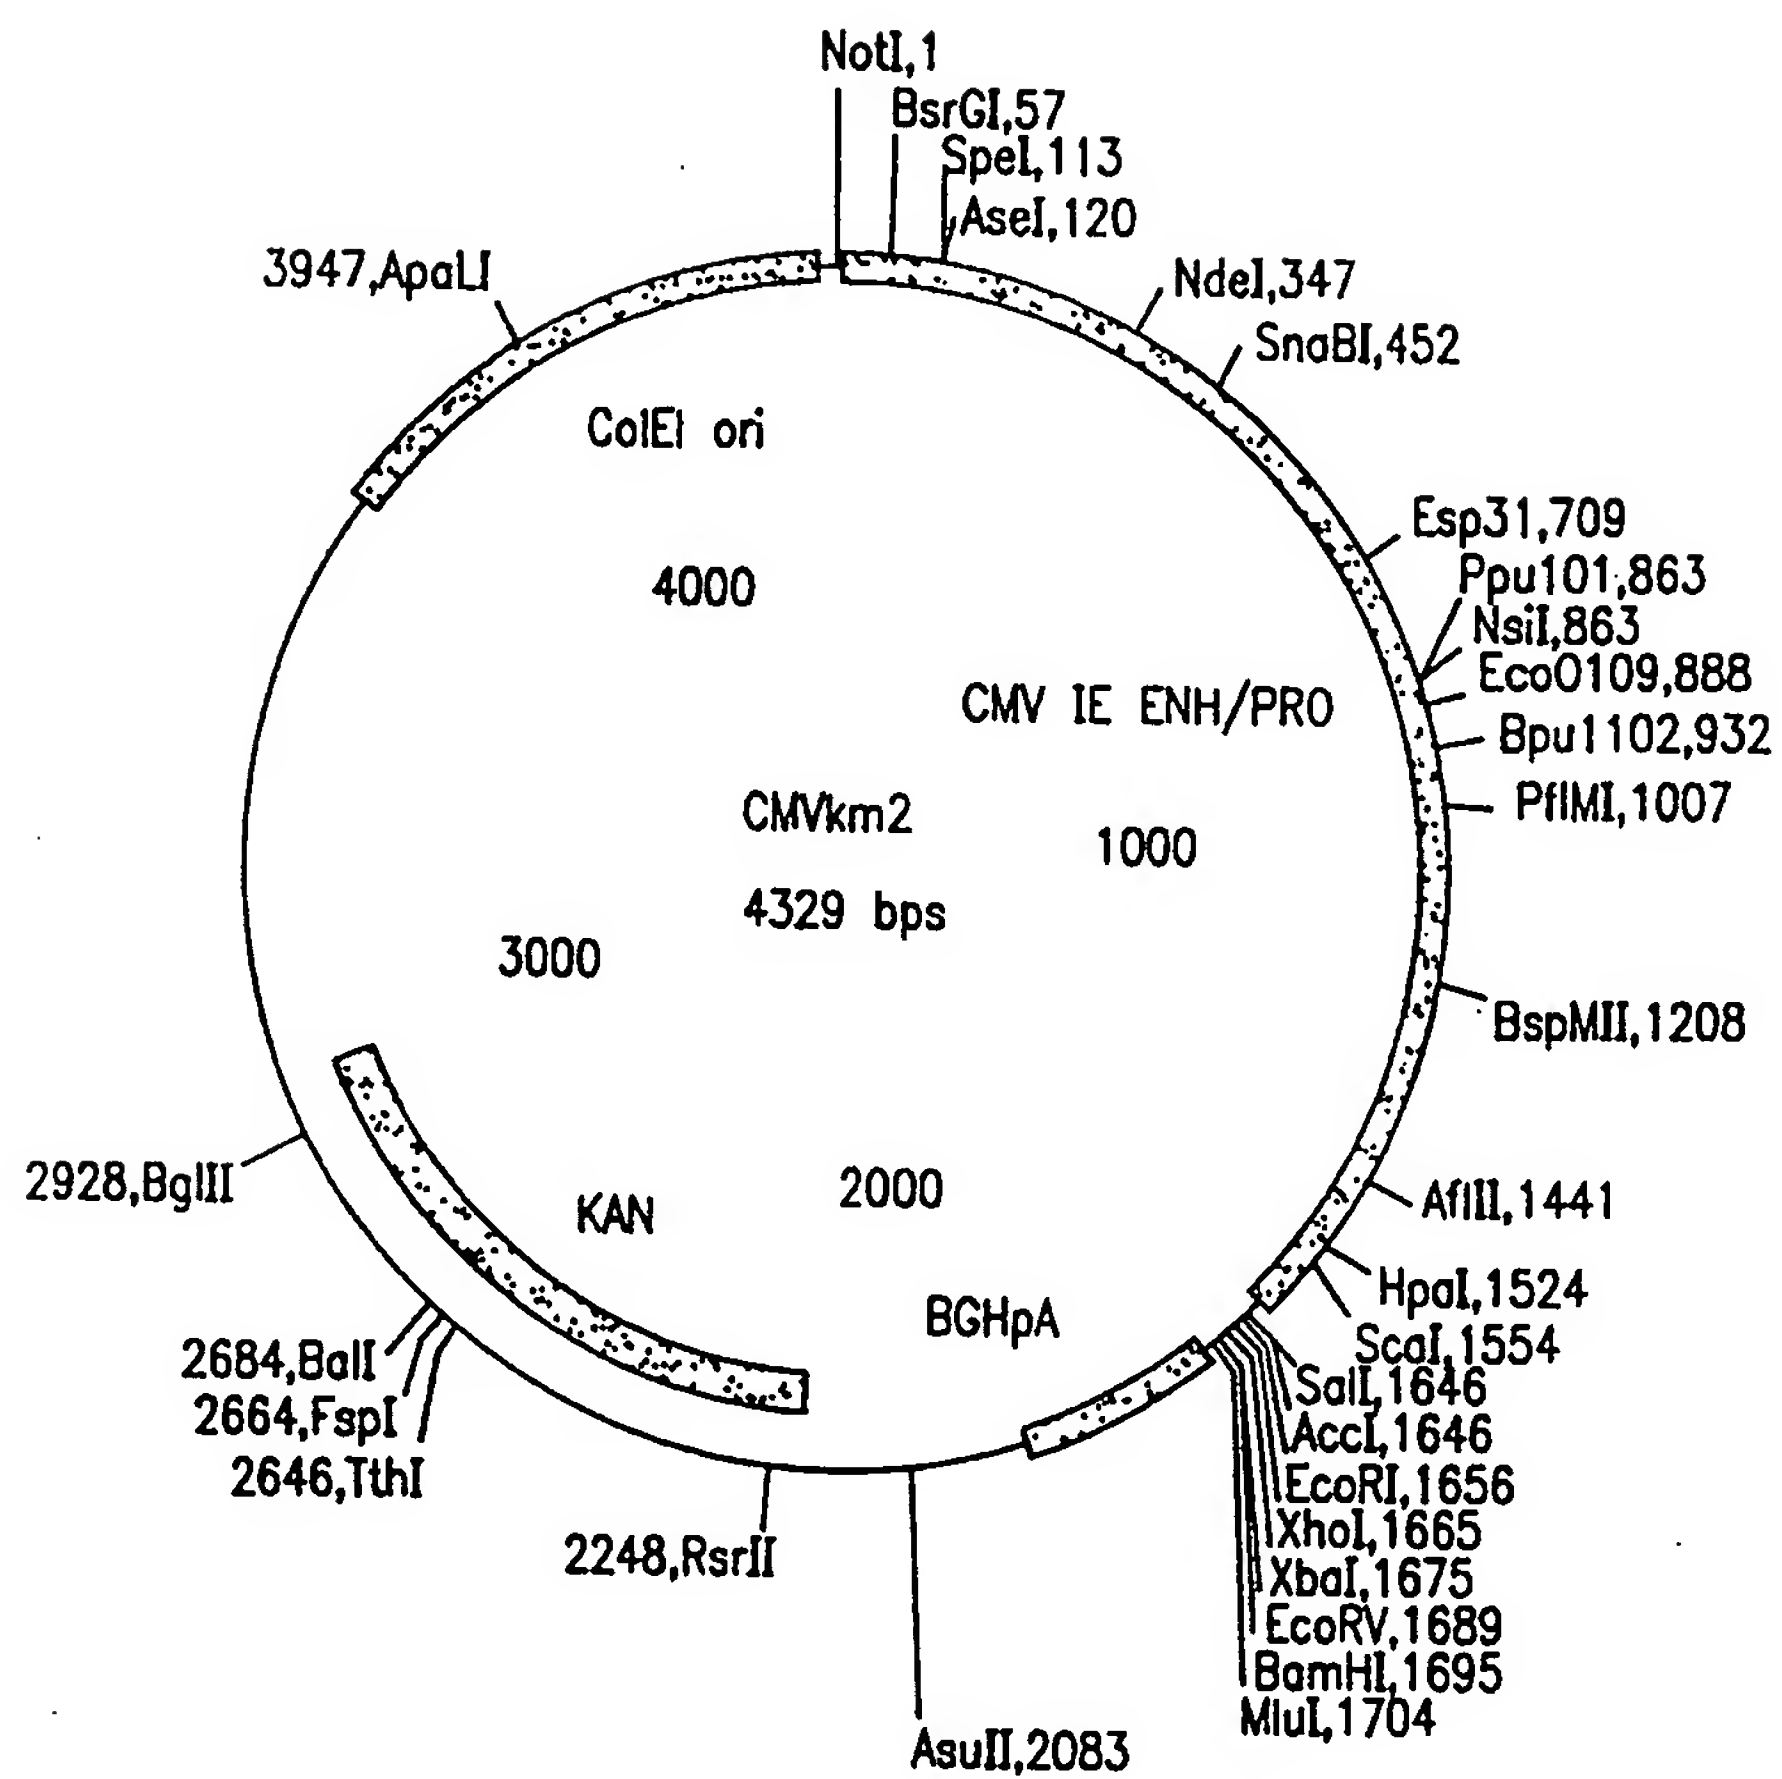 NotI,1
BsrGI,57
SpeI,113
AseI,120
3947,ApaLI
NdeI,347
SnaBI,452
ColEI ori
Esp31,709
4000
Ppu101,863
NsiI,863
EcoO109,888
CMV IE ENH/PRO
Bpu1102,932
CMVkm2
PflMI,1007
1000
4329 bps
3000
BspMII,1208
2928,BglII
2000
KAN
AflII,1441
HpaI,1524
BGHpA
ScaI,1554
2684,BalI
SalI,1646
2664,FspI
AccI,1646
2646,TthI
EcoRI,1656
XhoI,1665
2248,RsrII
XbaI,1675
EcoRV,1689
BamHI,1695
MluI,1704
AsuII,2083